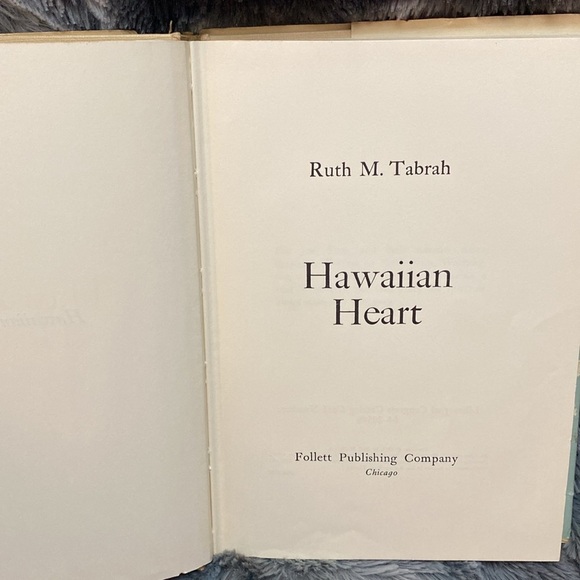 Ruth M. Tabrah
Hawaiian
Heart
Follett Publishing Company
Chicago